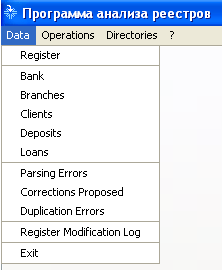 Программа анализа реестров
Data Operations Directories ?
Register
Bank
Branches
Clients
Deposits
Loans
Parsing Errors
Corrections Proposed
Duplication Errors
Register Modification Log
Exit